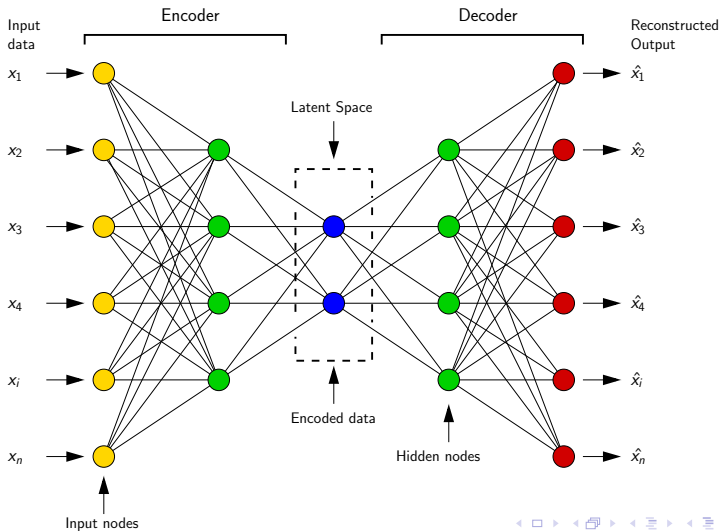 Input
data
Encoder
Decoder
Reconstructed
Output
Latent Space
x₁
x₂
x₃
x₄
xᵢ
xₙ
x̂₁
x̂₂
x̂₃
x̂₄
x̂ᵢ
x̂ₙ
Encoded data
Hidden nodes
Input nodes